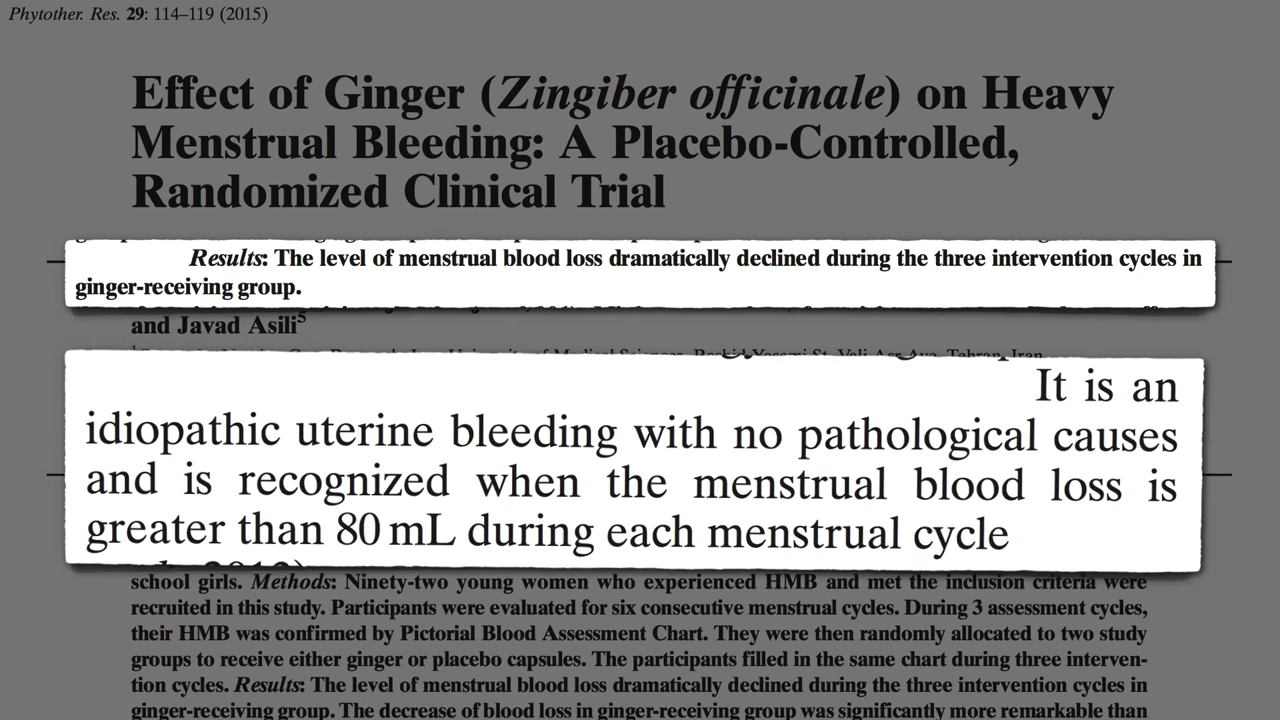 Phytother. Res. 29: 114–119 (2015)
Effect of Ginger (Zingiber officinale) on Heavy
Menstrual Bleeding: A Placebo-Controlled,
Randomized Clinical Trial
Results: The level of menstrual blood loss dramatically declined during the three intervention cycles in
ginger-receiving group.
and Javad Asili5
It is an
idiopathic uterine bleeding with no pathological causes
and is recognized when the menstrual blood loss is
greater than 80 mL during each menstrual cycle
school girls. Methods: Ninety-two young women who experienced HMB and met the inclusion criteria were
recruited in this study. Participants were evaluated for six consecutive menstrual cycles. During 3 assessment cycles,
their HMB was confirmed by Pictorial Blood Assessment Chart. They were then randomly allocated to two study
groups to receive either ginger or placebo capsules. The participants filled in the same chart during three interven-
tion cycles. Results: The level of menstrual blood loss dramatically declined during the three intervention cycles in
ginger-receiving group. The decrease of blood loss in ginger-receiving group was significantly more remarkable than